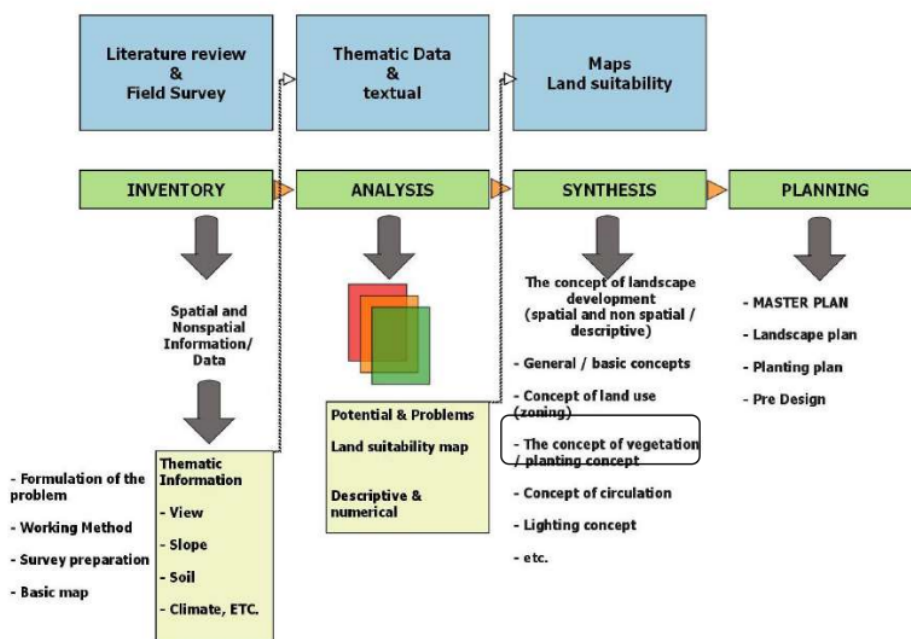 Literature review
&
Field Survey
Thematic Data
&
textual
Maps
Land suitability
INVENTORY
ANALYSIS
SYNTHESIS
PLANNING
Spatial and
Nonspatial
Information/
Data
- Formulation of the
problem
- Working Method
- Survey preparation
- Basic map
Thematic
Information
- View
- Slope
- Soil
- Climate, ETC.
Potential & Problems
Land suitability map
Descriptive &
numerical
The concept of landscape
development
(spatial and non spatial /
descriptive)
- General / basic concepts
- Concept of land use
(zoning)
- The concept of vegetation
/ planting concept
- Concept of circulation
- Lighting concept
- etc.
- MASTER PLAN
- Landscape plan
- Planting plan
- Pre Design